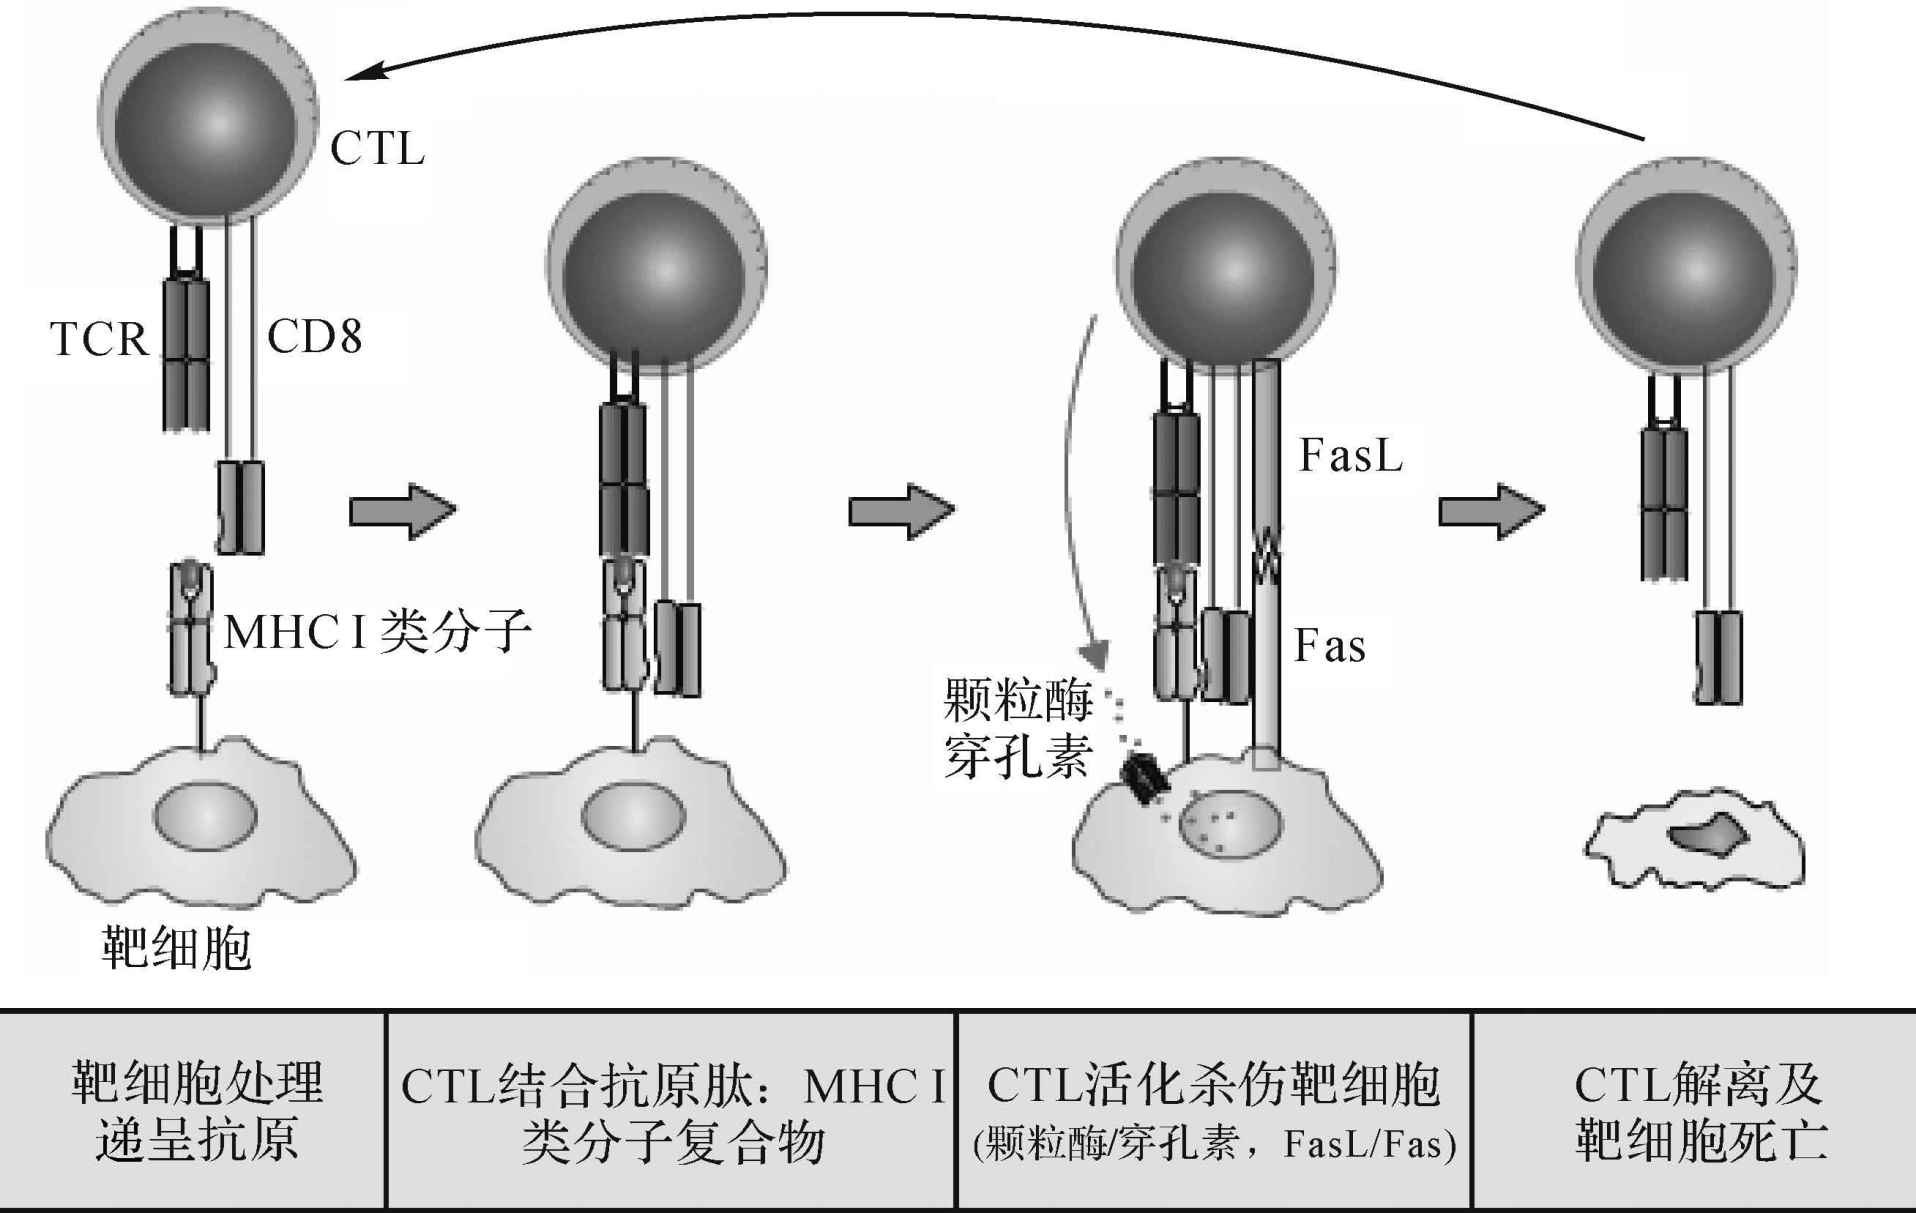 CTL
TCR
CD8
MHC I 类分子
靶细胞
FasL
Fas
颗粒酶
穿孔素
靶细胞处理
递呈抗原
CTL结合抗原肽：MHC I
类分子复合物
CTL活化杀伤靶细胞
(颗粒酶/穿孔素，FasL/Fas)
CTL解离及
靶细胞死亡